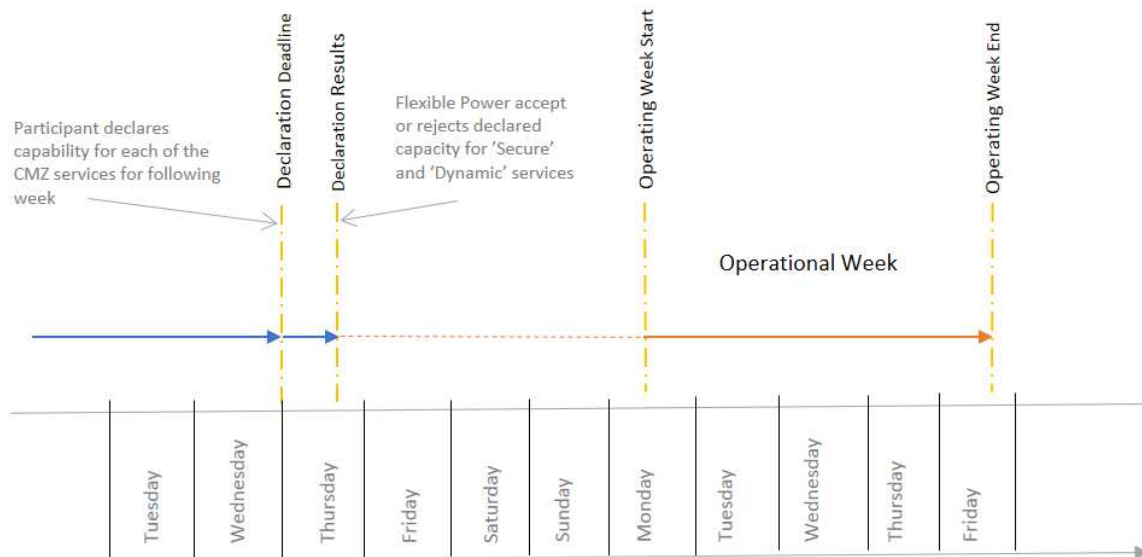 Declaration Deadline
Declaration Results
Operating Week Start
Operating Week End
Participant declares
capability for each of the
CMZ services for following
week
Flexible Power accept
or rejects declared
capacity for ’Secure’
and ‘Dynamic’ services
Operational Week
Tuesday
Wednesday
Thursday
Friday
Saturday
Sunday
Monday
Tuesday
Wednesday
Thursday
Friday